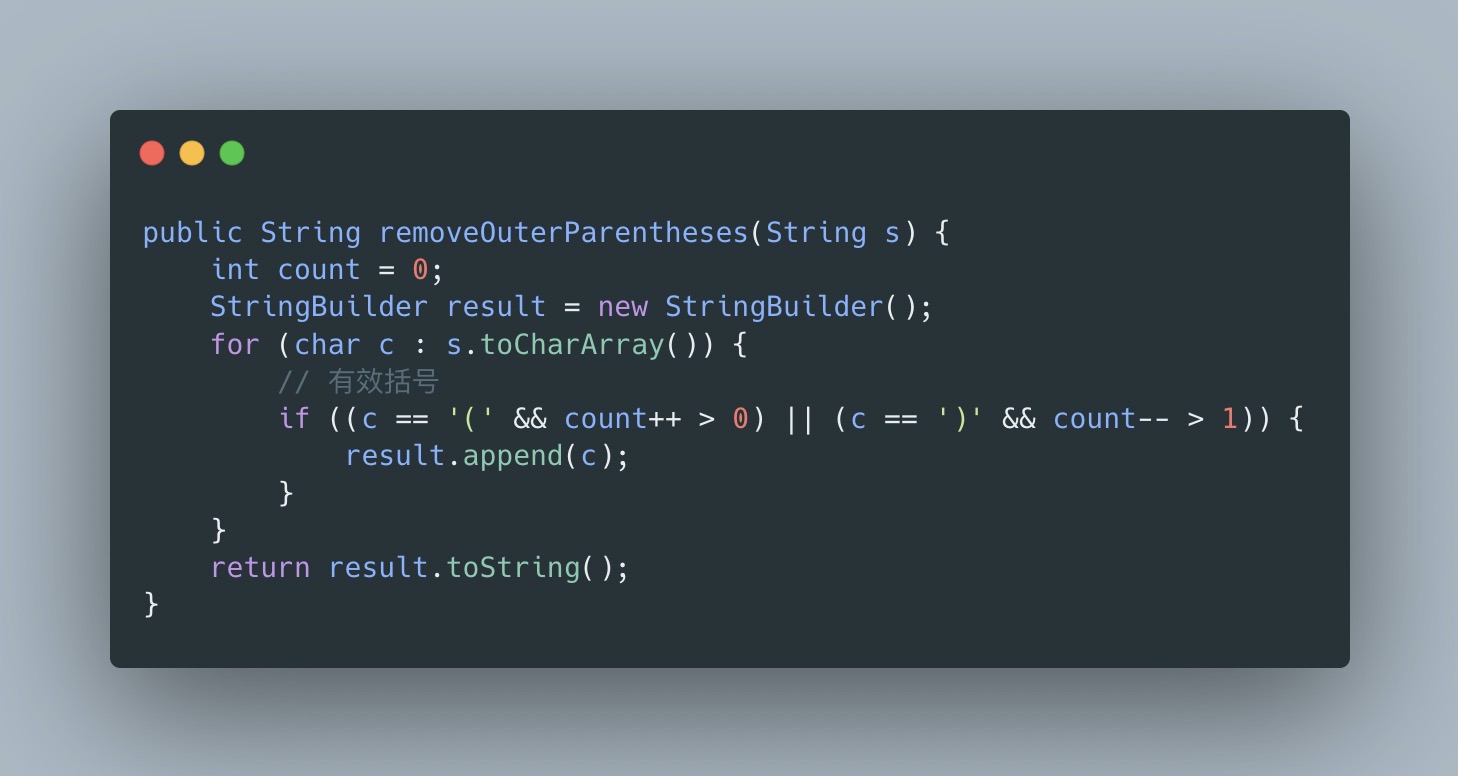 public String removeOuterParentheses(String s) {
    int count = 0;
    StringBuilder result = new StringBuilder();
    for (char c : s.toCharArray()) {
        // 有效括号
        if ((c == '(' && count++ > 0) || (c == ')' && count-- > 1)) {
            result.append(c);
        }
    }
    return result.toString();
}